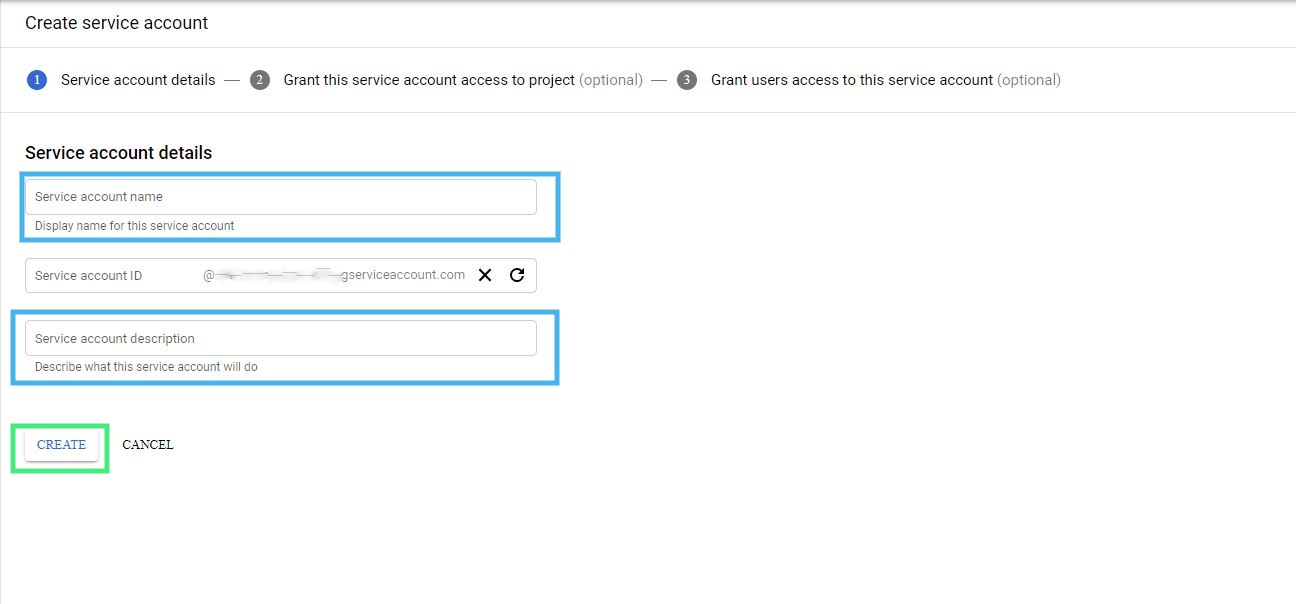 Create service account
1 Service account details — 2 Grant this service account access to project (optional) — 3 Grant users access to this service account (optional)
Service account details
Service account name
Display name for this service account
Service account ID @ gserviceaccount.com
Service account description
Describe what this service account will do
CREATE CANCEL